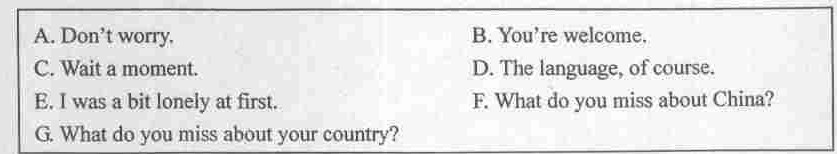 A. Don't worry. B. You're welcome.
C. Wait a moment. D. The language, of course.
E. I was a bit lonely at first. F. What do you miss about China?
G. What do you miss about your country?